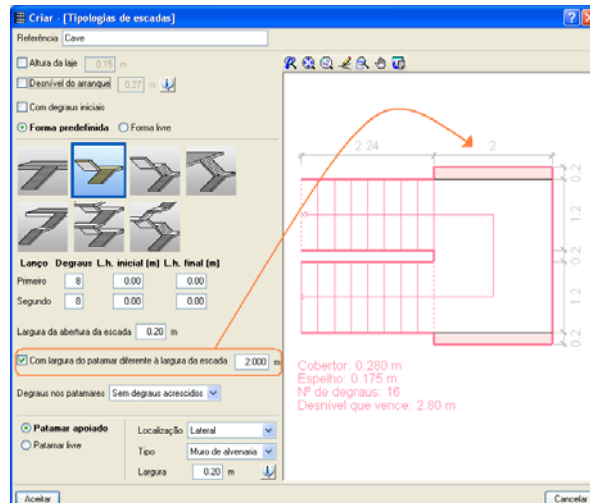 Criar - [Tipologias de escadas]
Referência Cave
Altura da laje 0.15 m
Desnível do arranque 0.27 m
Com degraus iniciais
Forma predefinida Forma livre
Lanço Degraus L.h. inicial [m] L.h. final [m]
Primeiro 8 0.00 0.00
Segundo 8 0.00 0.00
Largura da abertura da escada 0.20 m
Com largura do patamar diferente à largura da escada 2.000 m
Degraus nos patamares Sem degraus acrescidos
Patamar apoiado
Patamar livre
Localização Lateral
Tipo Muro de alvenaria
Largura 0.20 m
Aceitar
2.24 2
0.2
1.2
0.2
1.2
0.2
Cobertor: 0.280 m
Espelho: 0.175 m
Nº de degraus: 16
Desnível que vence: 2.80 m
Cancelar